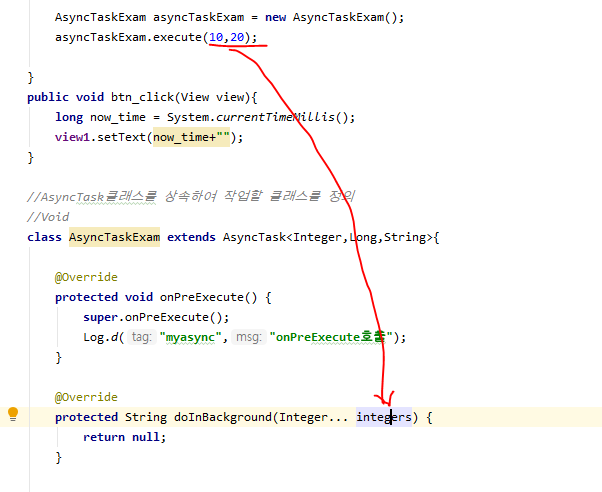 AsyncTaskExam asyncTaskExam = new AsyncTaskExam();
asyncTaskExam.execute(10,20);
}
public void btn_click(View view){
long now_time = System.currentTimeMillis();
view1.setText(now_time+"");
}
//AsyncTask클래스를 상속하여 작업할 클래스를 정의
//Void
class AsyncTaskExam extends AsyncTask<Integer,Long,String>{
@Override
protected void onPreExecute() {
super.onPreExecute();
Log.d( tag: "myasync", msg: "onPreExecute호출");
}
@Override
protected String doInBackground(Integer... integers) {
return null;
}